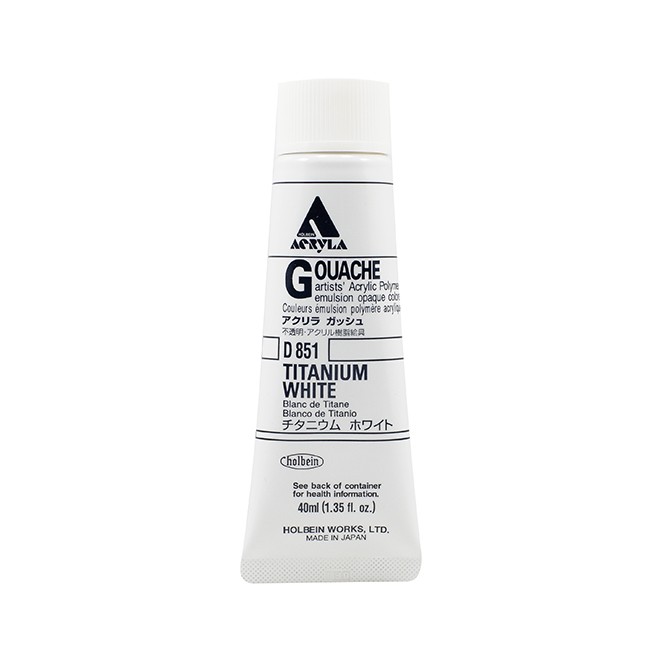 HOLBEIN
ACRYLA
GOUACHE
artists' Acrylic Polyme
emulsion opaque colors
Couleurs émulsion polymère acryliqu
アクリラ ガッシュ
不透明・アクリル樹脂絵具
D 851
TITANIUM
WHITE
Blanc de Titane
Blanco de Titanio
チタニウム ホワイト
holbein
See back of container
for health information.
40ml (1.35 fl. oz.)
HOLBEIN WORKS, LTD.
MADE IN JAPAN